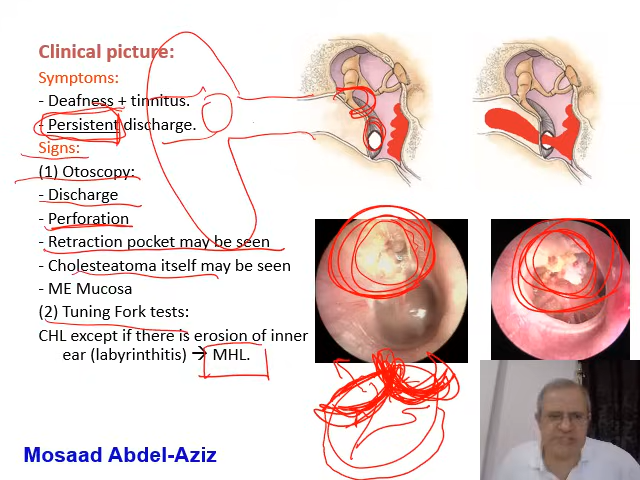 Clinical picture:
Symptoms:
- Deafness + tinnitus.
- Persistent discharge.
Signs:
(1) Otoscopy:
- Discharge
- Perforation
- Retraction pocket may be seen
- Cholesteatoma itself may be seen
- ME Mucosa
(2) Tuning Fork tests:
CHL except if there is erosion of inner
ear (labyrinthitis) → MHL.
Mosaad Abdel-Aziz